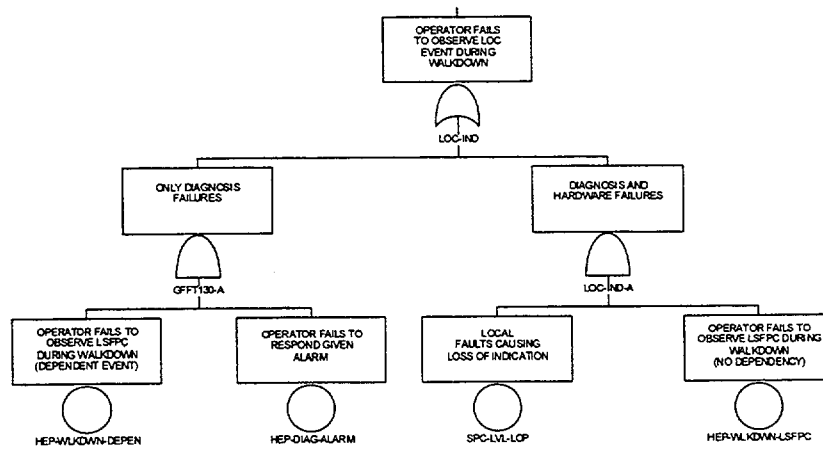 OPERATOR FAILS
TO OBSERVE LOC
EVENT DURING
WALKDOWN
LOC-IND
ONLY DIAGNOSIS
FAILURES
DIAGNOSIS AND
HARDWARE FAILURES
GFFT130-A
LOC-IND-A
OPERATOR FAILS TO
OBSERVE LSFPC
DURING WALKDOWN
(DEPENDENT EVENT)
OPERATOR FAILS TO
RESPOND GIVEN
ALARM
LOCAL
FAULTS CAUSING
LOSS OF INDICATION
OPERATOR FAILS TO
OBSERVE LSFPC DURING
WALKDOWN
(NO DEPENDENCY)
HEP-WLKDWN-DEPEN
HEP-DIAG-ALARM
SPC-LVL-LOP
HEP-WLKDWN-LSFPC